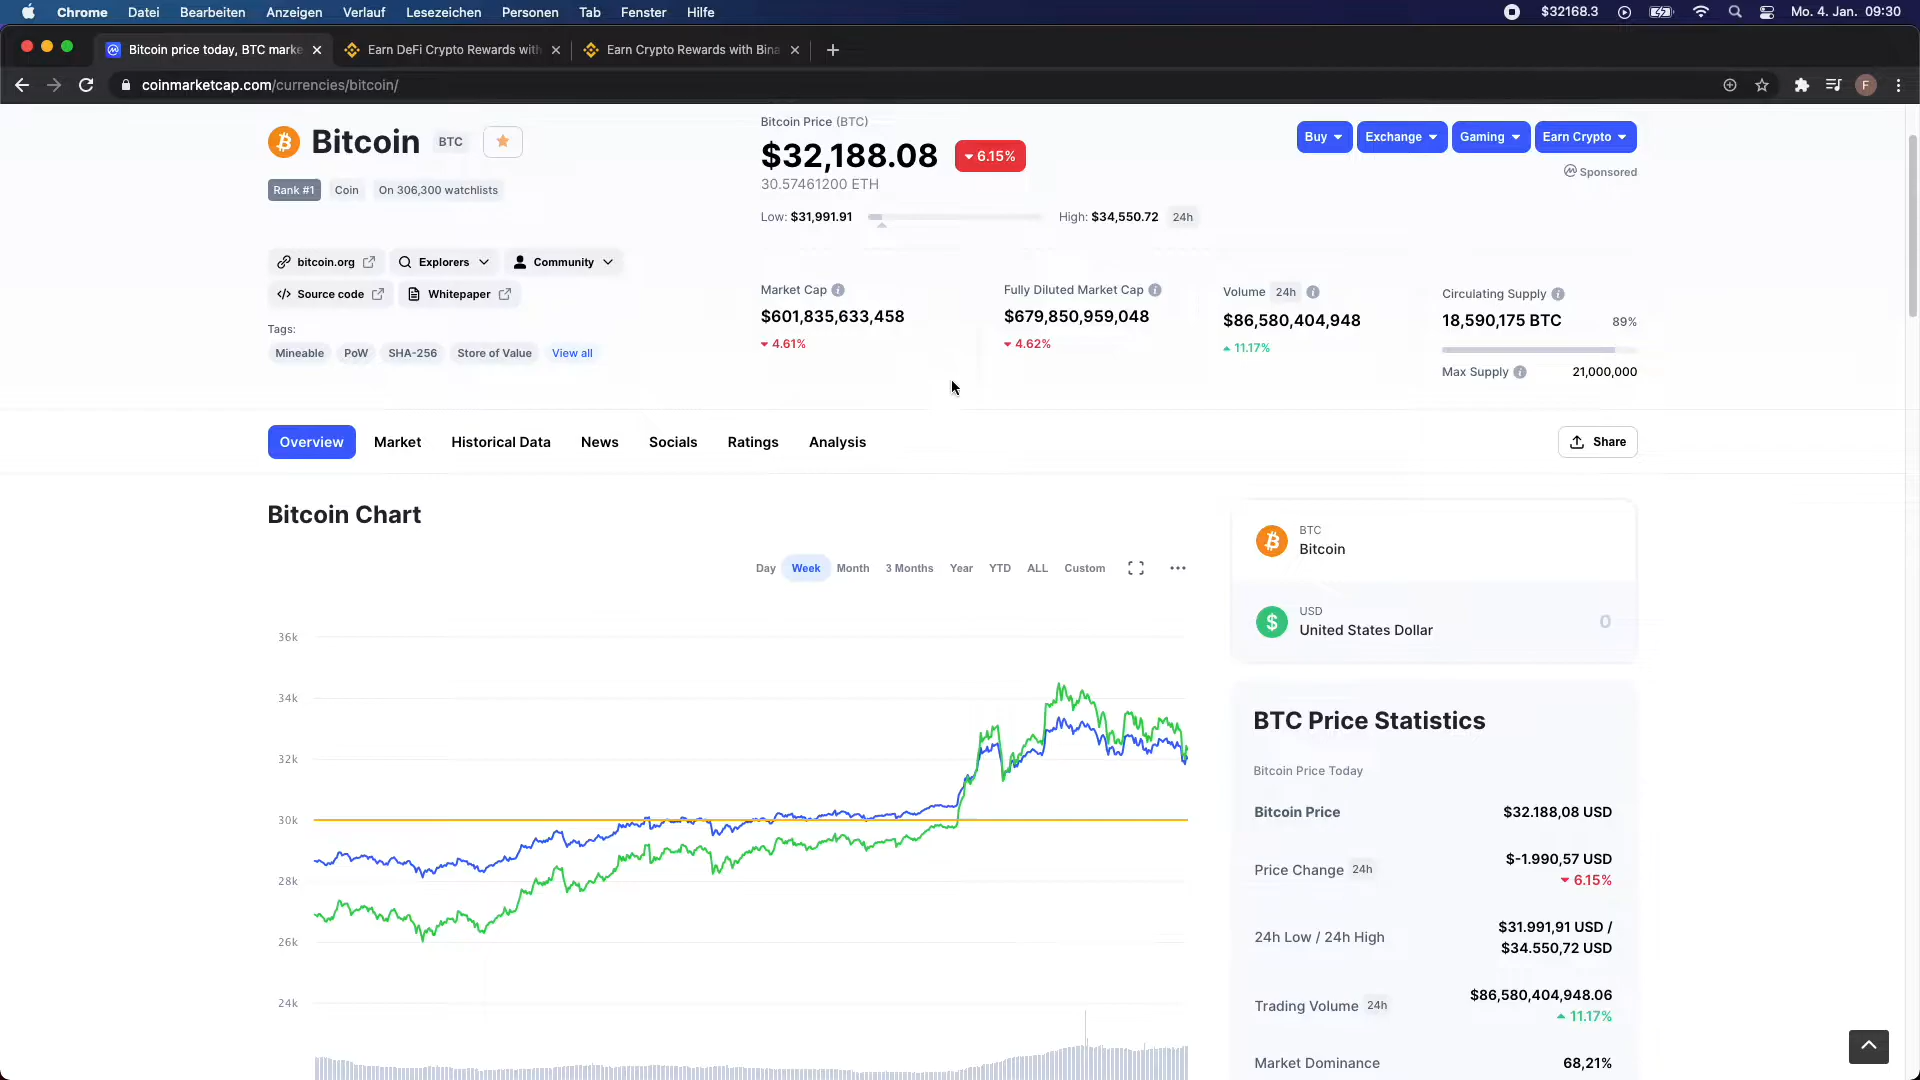 Chrome Datei Bearbeiten Anzeigen Verlauf Lesezeichen Personen Tab Fenster Hilfe $32168.3 Mo. 4. Jan. 09:30
Bitcoin price today, BTC marke Earn DeFi Crypto Rewards with Earn Crypto Rewards with Bina
coinmarketcap.com/currencies/bitcoin/ F
Bitcoin BTC
Rank #1 Coin On 306,300 watchlists
bitcoin.org Explorers Community
Source code Whitepaper
Tags:
Mineable PoW SHA-256 Store of Value View all
Bitcoin Price (BTC)
$32,188.08 6.15%
30.57461200 ETH
Low: $31,991.91 High: $34,550.72 24h
Buy Exchange Gaming Earn Crypto
Sponsored
Market Cap
$601,835,633,458
4.61%
Fully Diluted Market Cap
$679,850,959,048
4.62%
Volume 24h
$86,580,404,948
11.17%
Circulating Supply
18,590,175 BTC 89%
Max Supply 21,000,000
Overview Market Historical Data News Socials Ratings Analysis Share
Bitcoin Chart
Day Week Month 3 Months Year YTD ALL Custom
36k
34k
32k
30k
28k
26k
24k
BTC
Bitcoin
USD
United States Dollar 0
BTC Price Statistics
Bitcoin Price Today
Bitcoin Price $32.188,08 USD
Price Change 24h $-1.990,57 USD
6.15%
24h Low / 24h High $31.991,91 USD /
$34.550,72 USD
Trading Volume 24h $86,580,404,948.06
11.17%
Market Dominance 68,21%